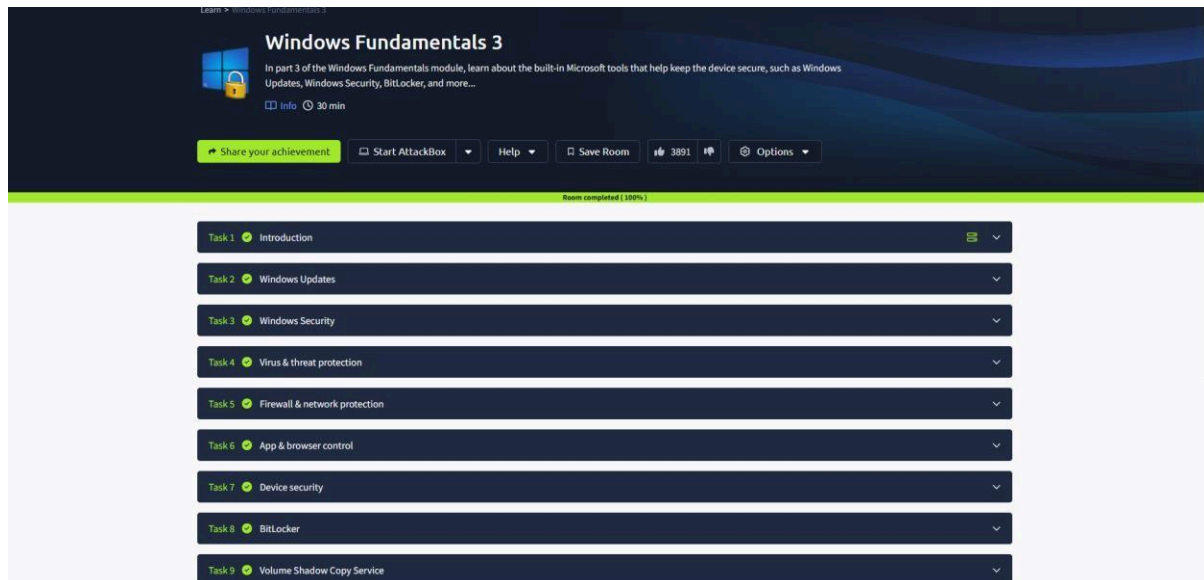 Learn > Windows Fundamentals 3
Windows Fundamentals 3
In part 3 of the Windows Fundamentals module, learn about the built-in Microsoft tools that help keep the device secure, such as Windows
Updates, Windows Security, BitLocker, and more...
Info 30 min
Share your achievement Start AttackBox Help Save Room 3891 Options
Room completed ( 100% )
Task 1 Introduction
Task 2 Windows Updates
Task 3 Windows Security
Task 4 Virus & threat protection
Task 5 Firewall & network protection
Task 6 App & browser control
Task 7 Device security
Task 8 BitLocker
Task 9 Volume Shadow Copy Service